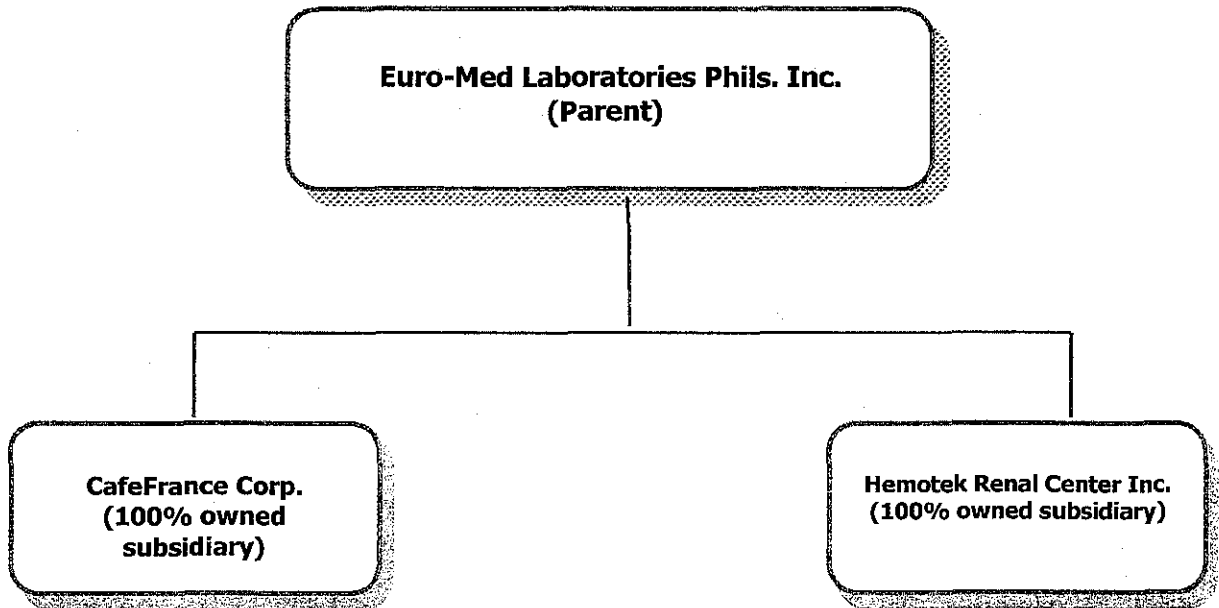 Euro-Med Laboratories Phils. Inc.
(Parent)
CafeFrance Corp.
(100% owned
subsidiary)
Hemotek Renal Center Inc.
(100% owned subsidiary)